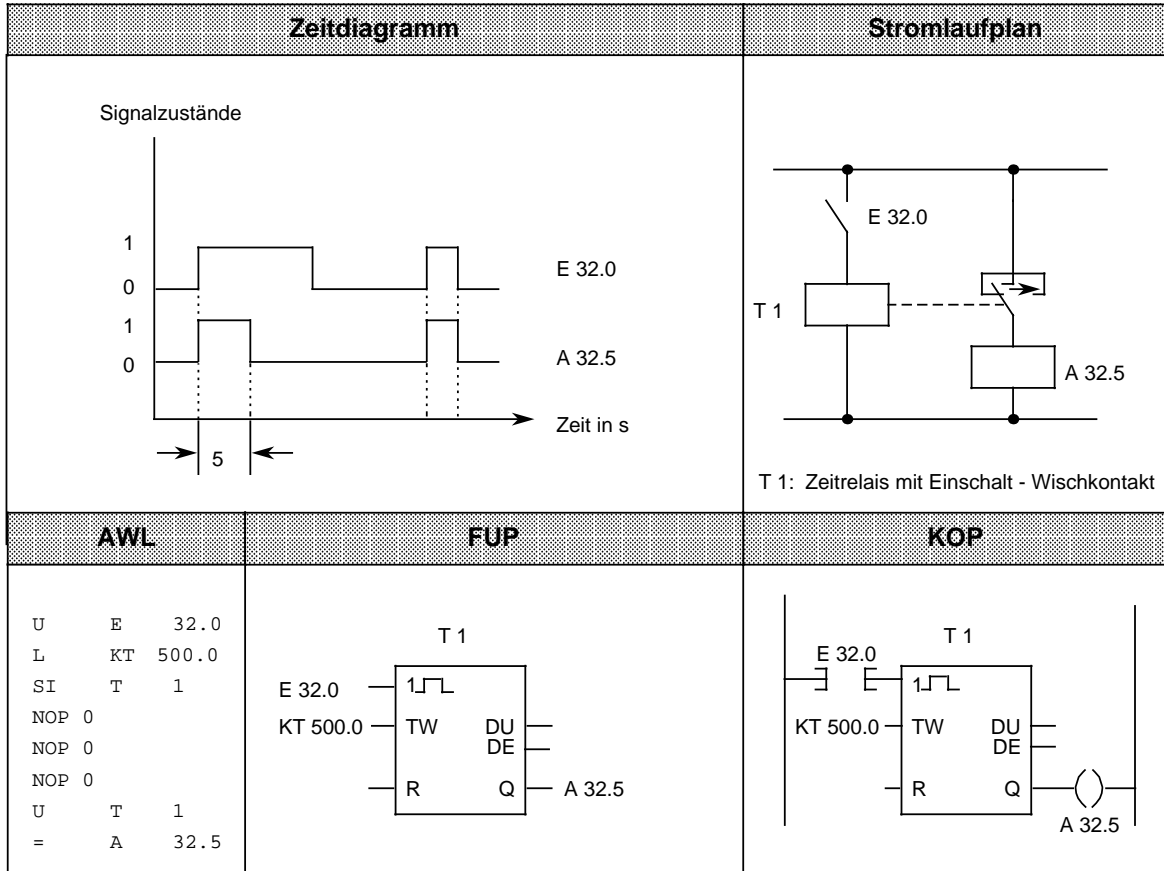 Zeitdiagramm
Stromlaufplan
Signalzustände
1
0
E 32.0
1
0
A 32.5
Zeit in s
5
E 32.0
T 1
A 32.5
T 1: Zeitrelais mit Einschalt - Wischkontakt
AWL
FUP
KOP
U E 32.0
L KT 500.0
SI T 1
NOP 0
NOP 0
NOP 0
U T 1
= A 32.5
T 1
E 32.0 1
KT 500.0 TW DU
DE
R Q A 32.5
T 1
E 32.0
1
KT 500.0 TW DU
DE
R Q
A 32.5